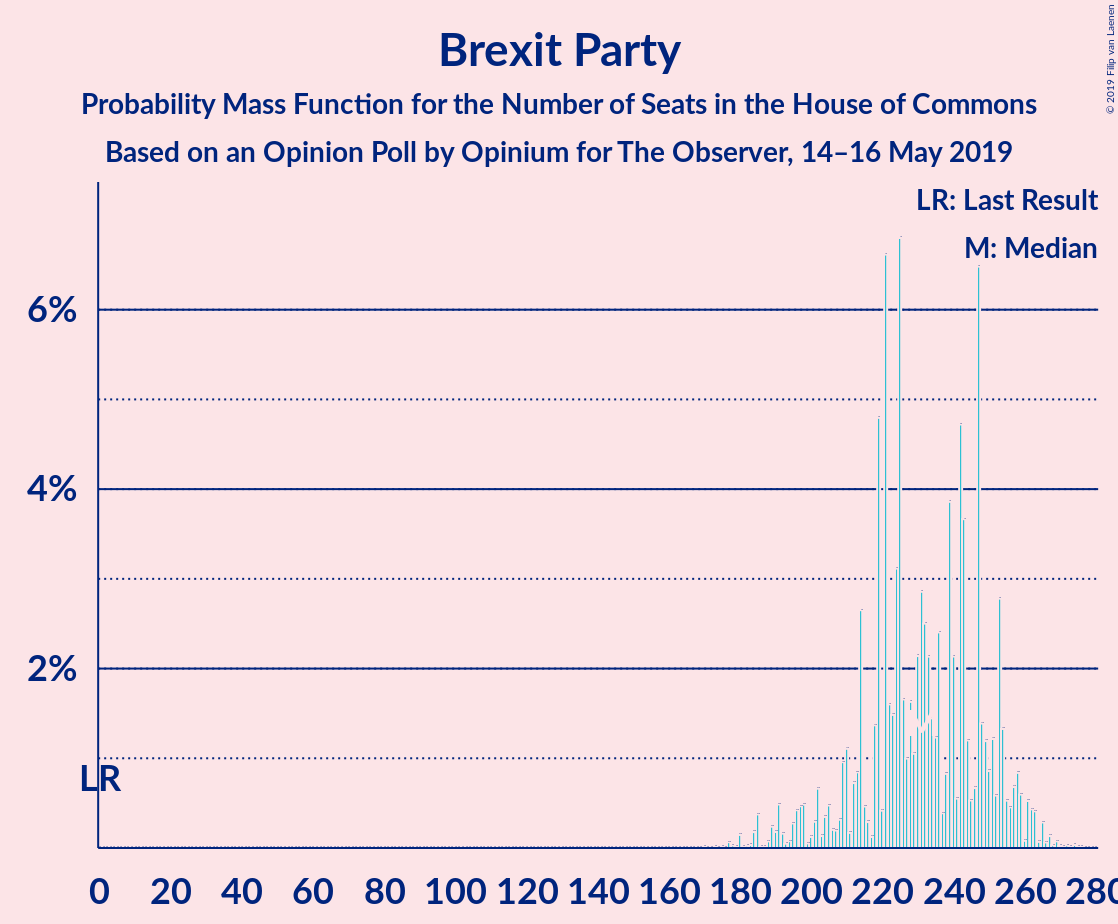 Brexit Party
Probability Mass Function for the Number of Seats in the House of Commons
Based on an Opinion Poll by Opinium for The Observer, 14–16 May 2019
© 2019 Filip van Laenen
LR: Last Result
M: Median
6%
4%
2%
LR
0 20 40 60 80 100 120 140 160 180 200 220 240 260 280